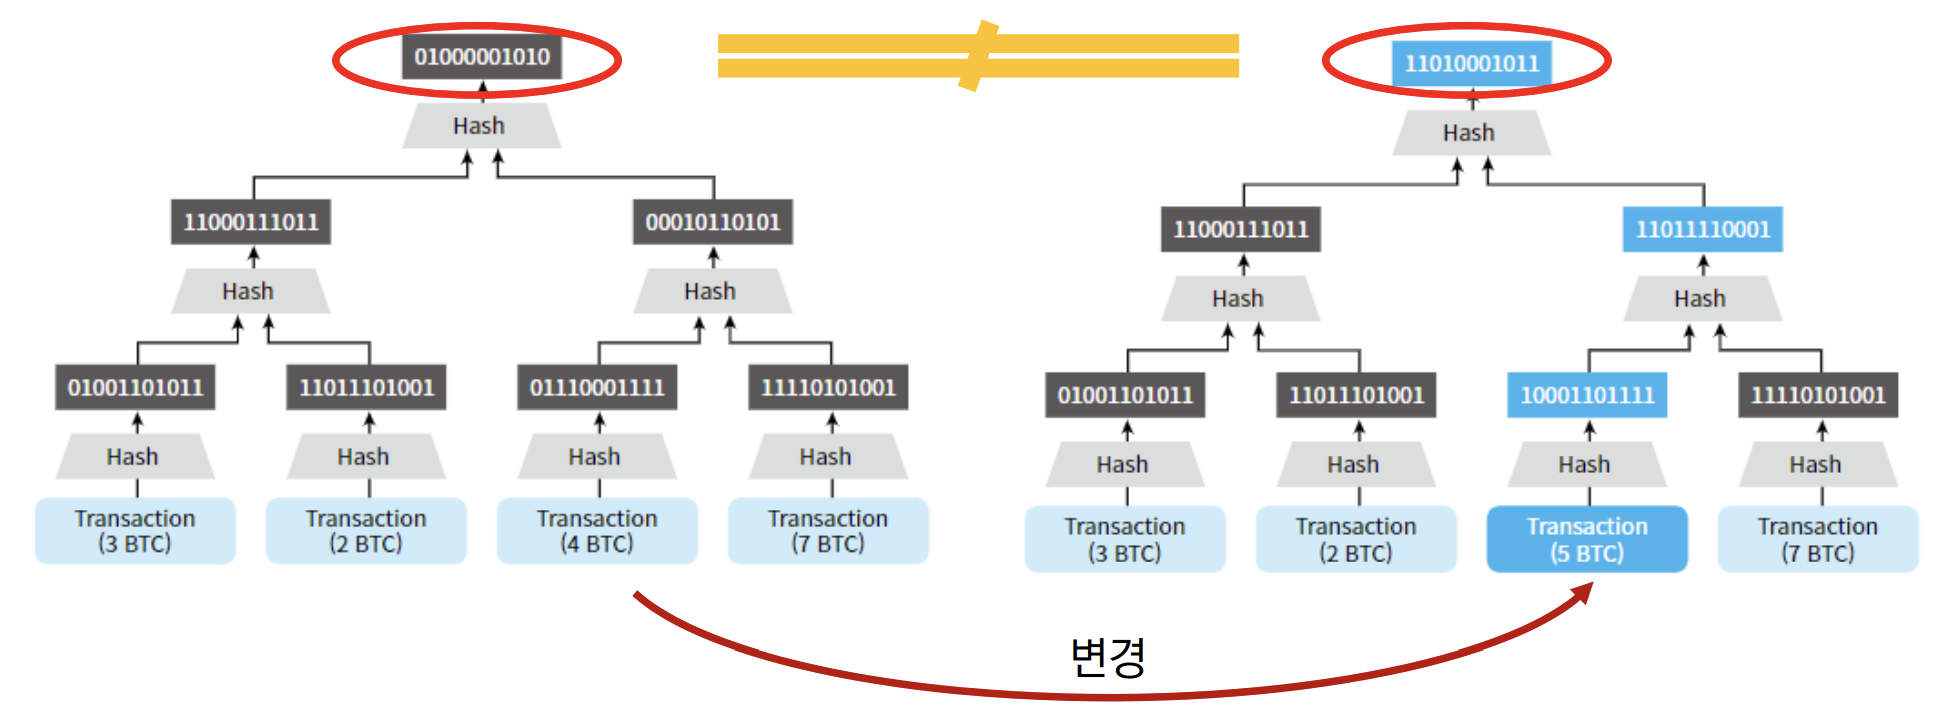 01000001010
Hash
11000111011
00010110101
Hash
Hash
01001101011
11011101001
01110001111
11110101001
Hash
Hash
Hash
Hash
Transaction
(3 BTC)
Transaction
(2 BTC)
Transaction
(4 BTC)
Transaction
(7 BTC)
11010001011
Hash
11000111011
11011110001
Hash
Hash
01001101011
11011101001
10001101111
11110101001
Hash
Hash
Hash
Hash
Transaction
(3 BTC)
Transaction
(2 BTC)
Transaction
(5 BTC)
Transaction
(7 BTC)
변경